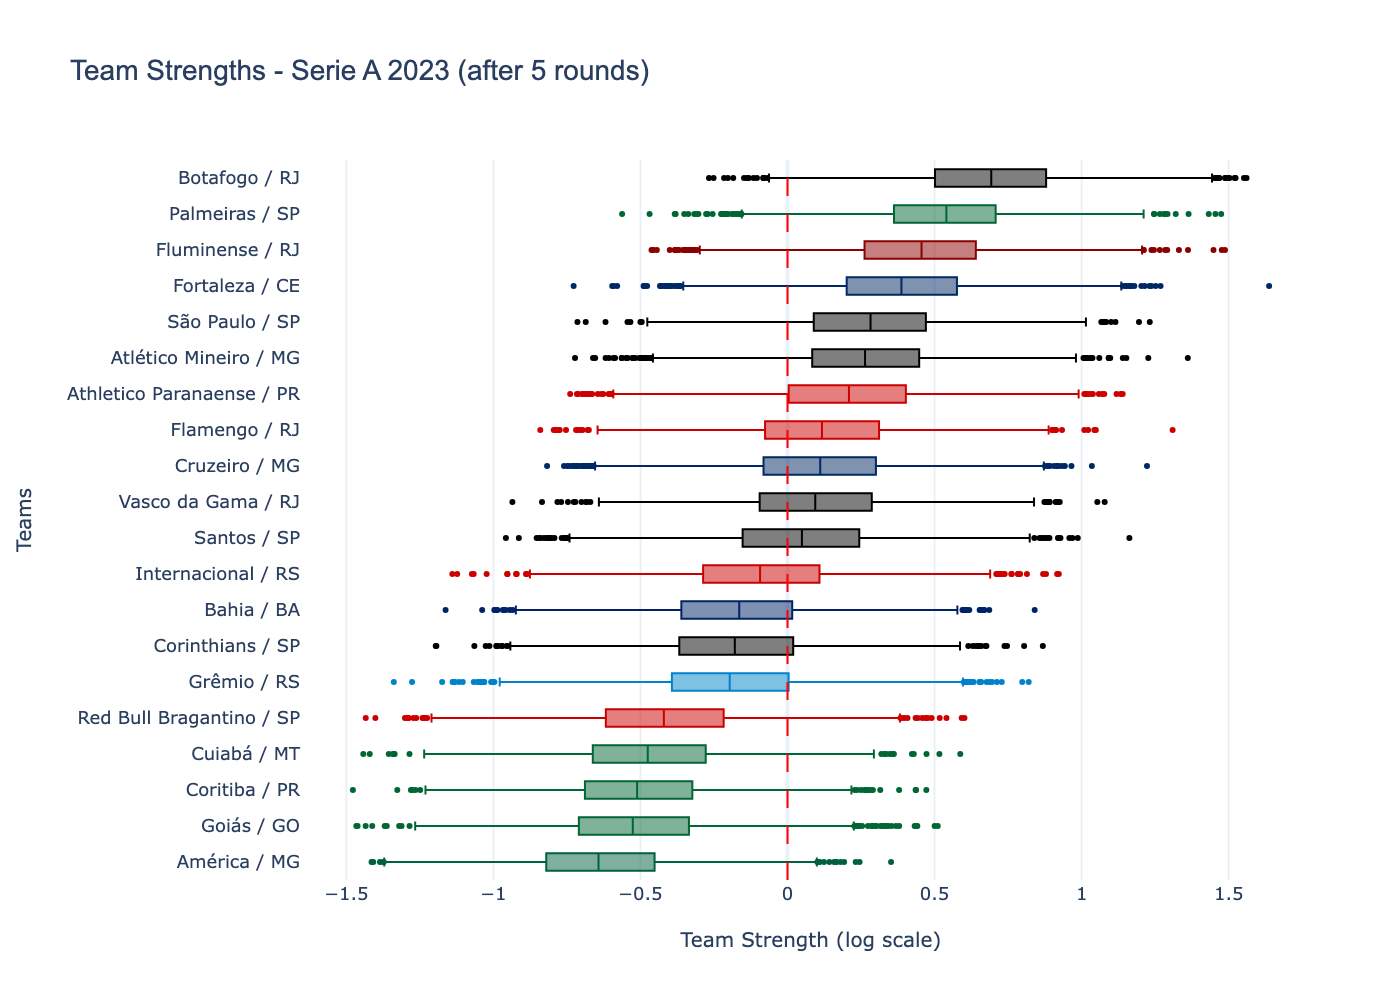 Team Strengths - Serie A 2023 (after 5 rounds)
Teams
Botafogo / RJ
Palmeiras / SP
Fluminense / RJ
Fortaleza / CE
São Paulo / SP
Atlético Mineiro / MG
Athletico Paranaense / PR
Flamengo / RJ
Cruzeiro / MG
Vasco da Gama / RJ
Santos / SP
Internacional / RS
Bahia / BA
Corinthians / SP
Grêmio / RS
Red Bull Bragantino / SP
Cuiabá / MT
Coritiba / PR
Goiás / GO
América / MG
−1.5 −1 −0.5 0 0.5 1 1.5
Team Strength (log scale)